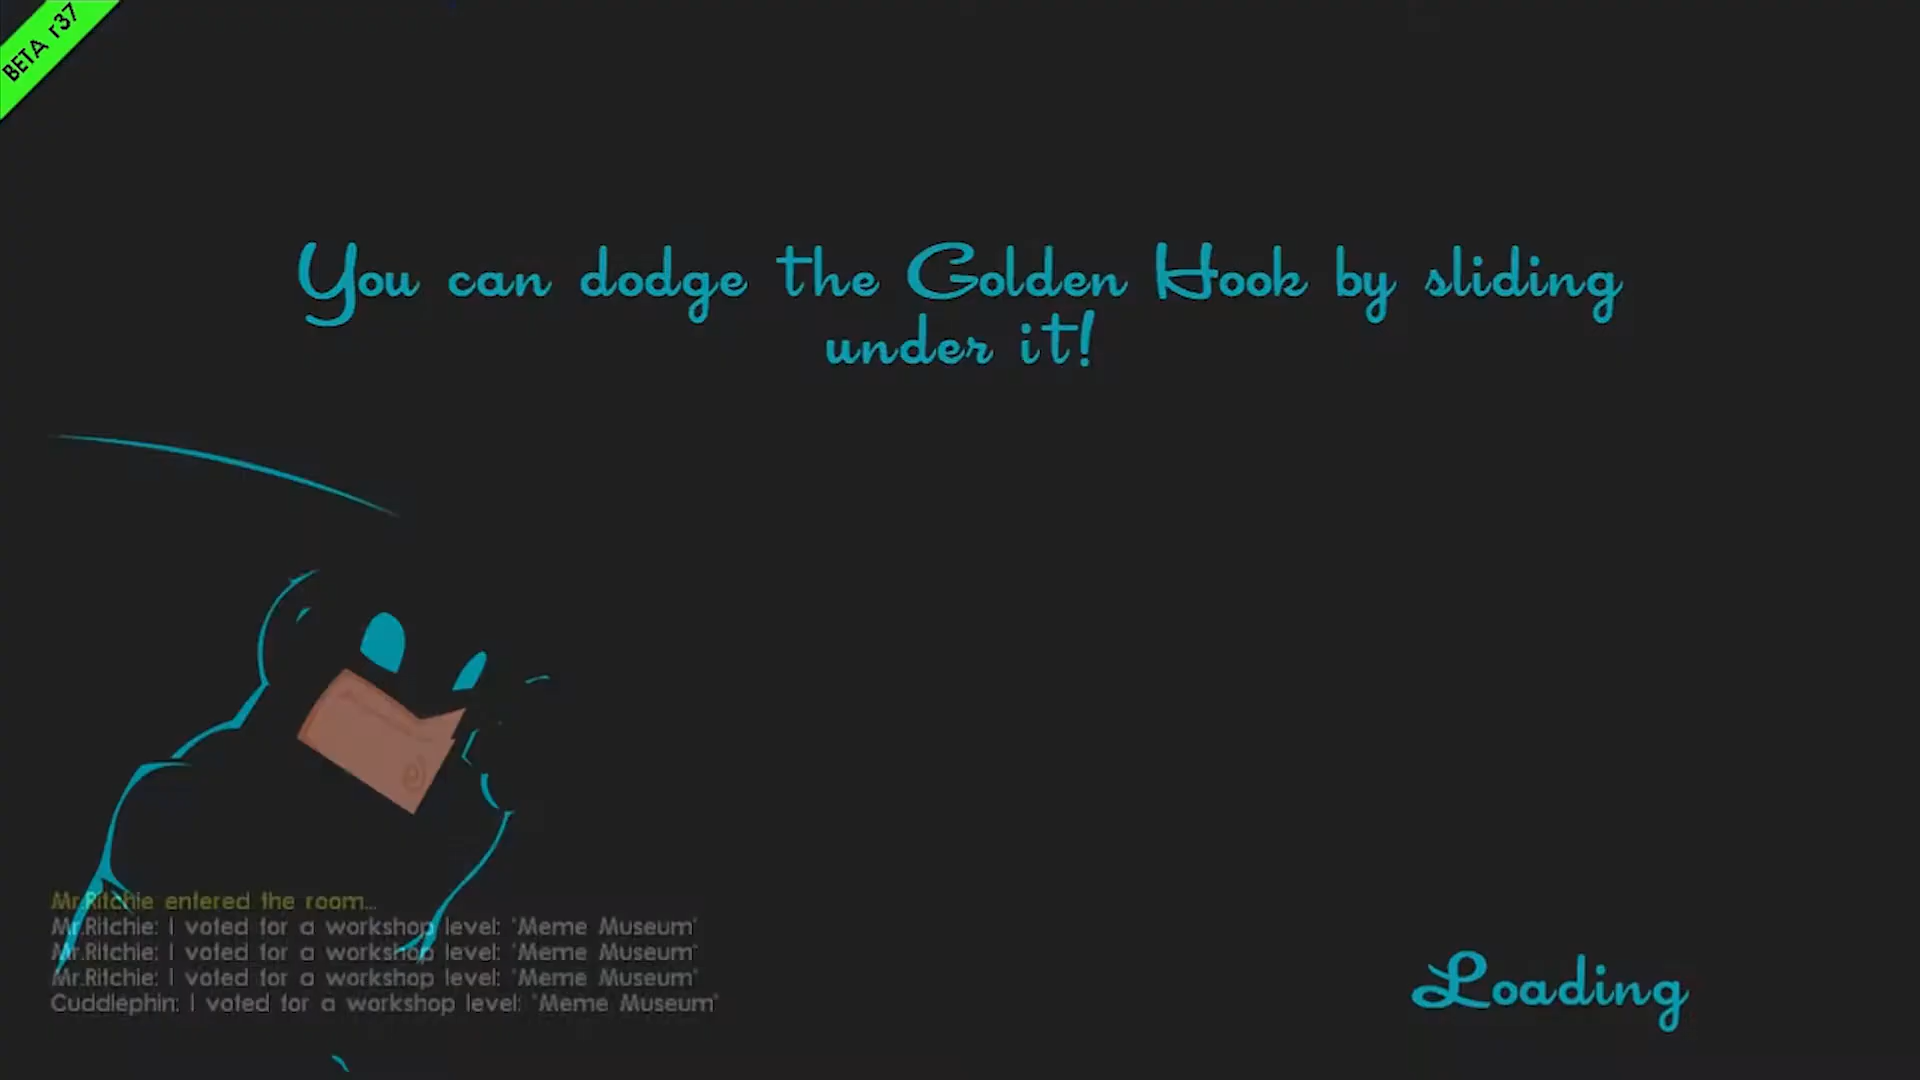 BETA r37
You can dodge the Golden Hook by sliding
under it!
Mr.Ritchie entered the room...
Mr.Ritchie: I voted for a workshop level: 'Meme Museum'
Mr.Ritchie: I voted for a workshop level: 'Meme Museum'
Mr.Ritchie: I voted for a workshop level: 'Meme Museum'
Cuddlephin: I voted for a workshop level: 'Meme Museum'
Loading